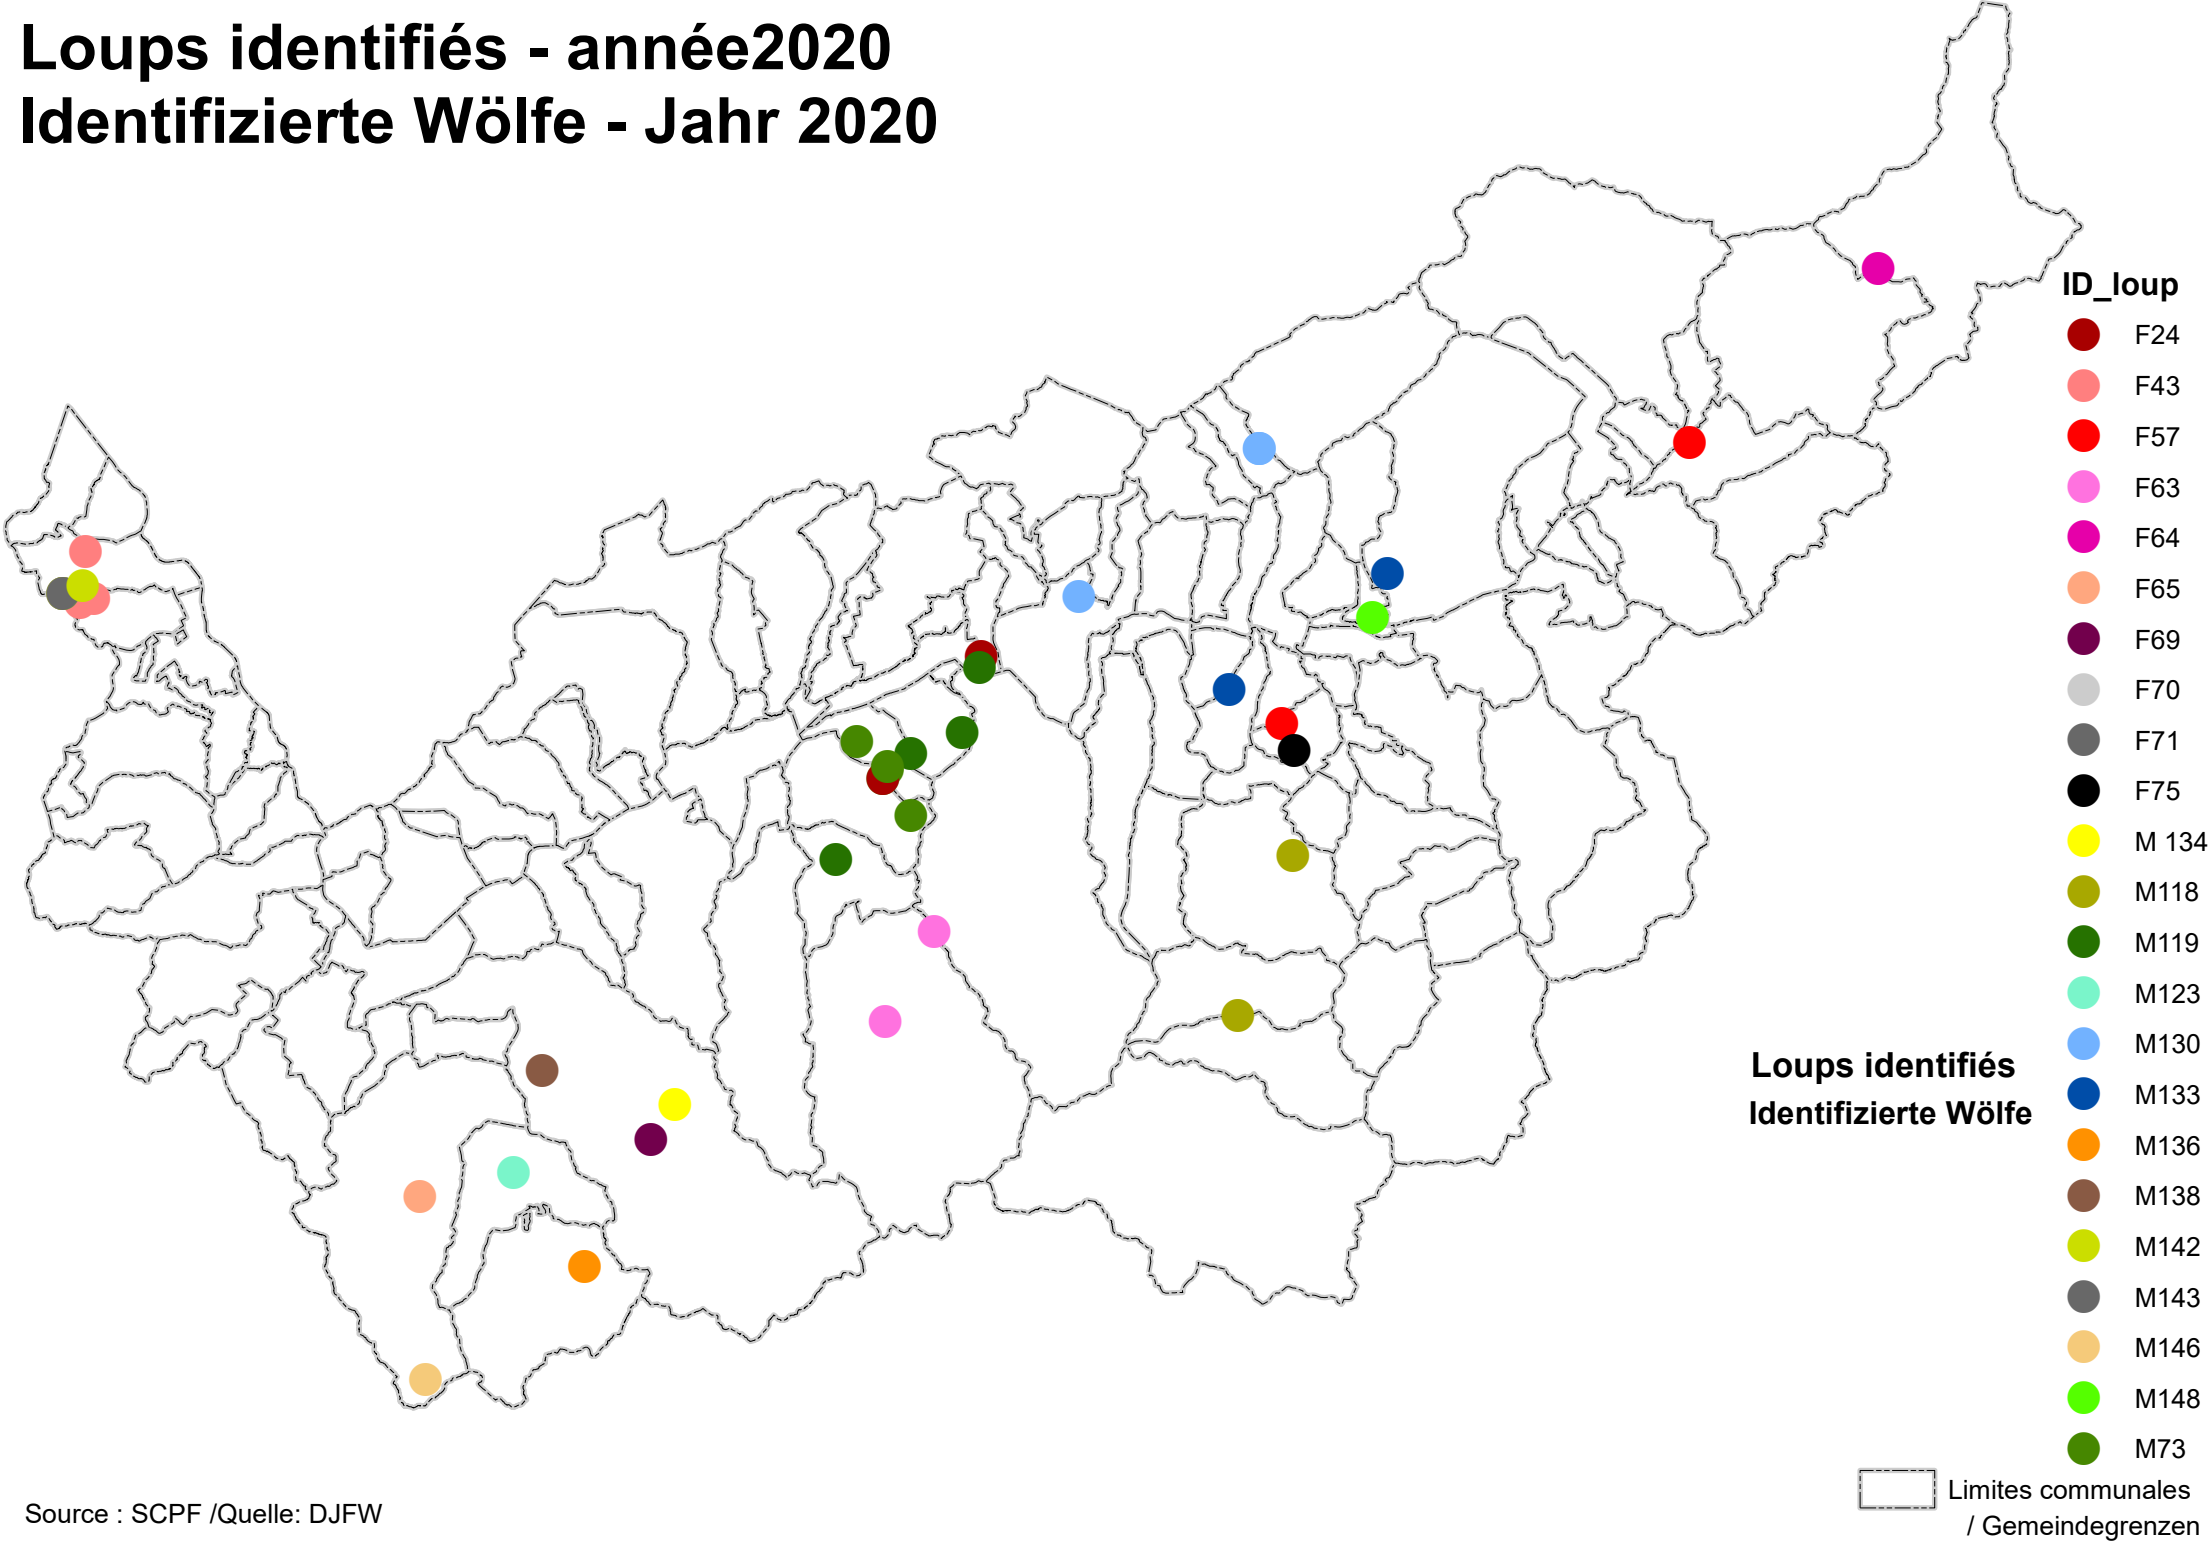 Loups identifiés - année2020
Identifizierte Wölfe - Jahr 2020
ID_loup
F24
F43
F57
F63
F64
F65
F69
F70
F71
F75
M 134
M118
M119
M123
M130
M133
M136
M138
M142
M143
M146
M148
M73
Loups identifiés
Identifizierte Wölfe
Limites communales
/ Gemeindegrenzen
Source : SCPF /Quelle: DJFW